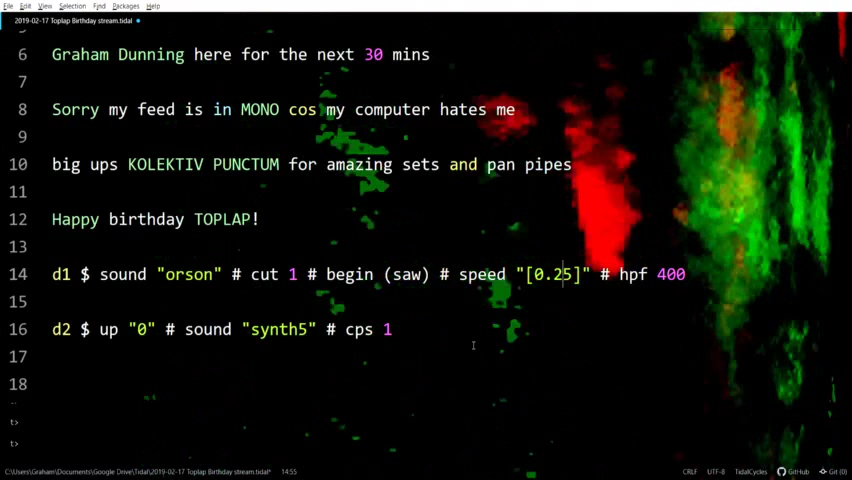 File Edit View Selection Find Packages Help
2019-02-17 Toplap Birthday stream.tidal
6 Graham Dunning here for the next 30 mins
7
8 Sorry my feed is in MONO cos my computer hates me
9
10 big ups KOLEKTIV PUNCTUM for amazing sets and pan pipes
11
12 Happy birthday TOPLAP!
13
14 d1 $ sound "orson" # cut 1 # begin (saw) # speed "[0.25]" # hpf 400
15
16 d2 $ up "0" # sound "synth5" # cps 1
17
18
t>
t>
C:\Users\Graham\Documents\Google Drive\Tidal\2019-02-17 Toplap Birthday stream.tidal* 14:55 CRLF UTF-8 TidalCycles GitHub Git (0)